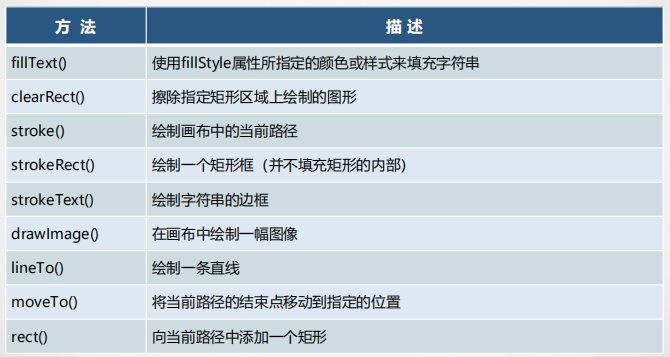 方 法 描 述
fillText() 使用fillStyle属性所指定的颜色或样式来填充字符串
clearRect() 擦除指定矩形区域上绘制的图形
stroke() 绘制画布中的当前路径
strokeRect() 绘制一个矩形框（并不填充矩形的内部）
strokeText() 绘制字符串的边框
drawImage() 在画布中绘制一幅图像
lineTo() 绘制一条直线
moveTo() 将当前路径的结束点移动到指定的位置
rect() 向当前路径中添加一个矩形